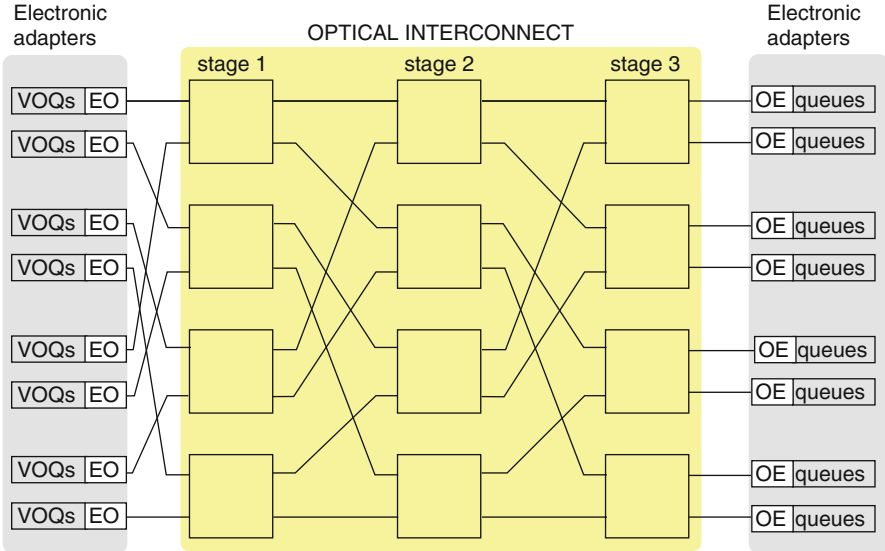 Electronic
adapters
OPTICAL INTERCONNECT
Electronic
adapters
stage 1 stage 2 stage 3
VOQs EO OE queues
VOQs EO OE queues
VOQs EO OE queues
VOQs EO OE queues
VOQs EO OE queues
VOQs EO OE queues
VOQs EO OE queues
VOQs EO OE queues